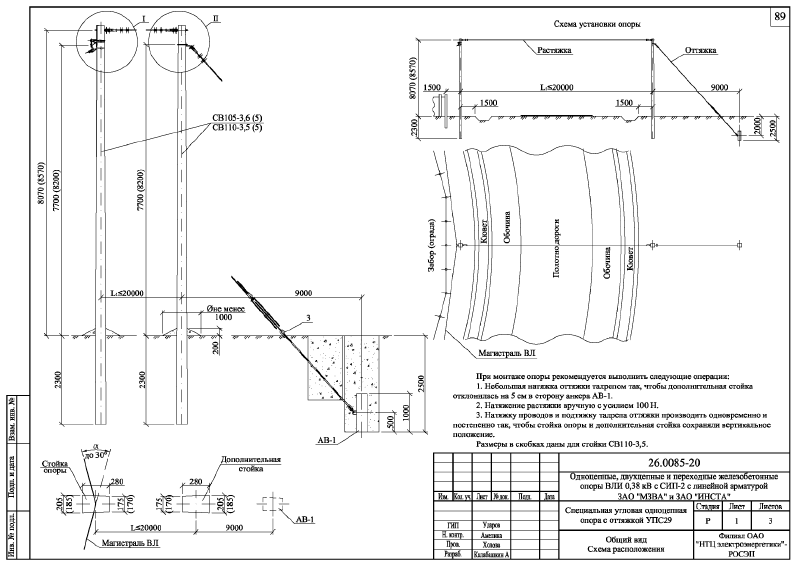 89
I
II
8070 (8570)
7700 (8200)
7700 (8200)
СВ105-3,6 (5)
СВ110-3,5 (5)
L≤20000
9000
Øне менее
1000
3
200
2300
2300
2500
1000
500
АВ-1
Схема установки опоры
Растяжка
Оттяжка
8070 (8570)
1500
L≤20000
9000
1500
1500
2300
2000
2500
Забор (ограда)
Кювет
Обочина
Полотно дороги
Обочина
Кювет
Магистраль ВЛ
При монтаже опоры рекомендуется выполнить следующие операции:
1. Небольшая натяжка оттяжки талрепом так, чтобы дополнительная стойка
отклонилась на 5 см в сторону анкера АВ-1.
2. Натяжение растяжки вручную с усилием 100 Н.
3. Натяжку проводов и подтяжку талрепа оттяжки производить одновременно и
постепенно так, чтобы стойка опоры и дополнительная стойка сохраняли вертикальное
положение.
Размеры в скобках даны для стойки СВ110-3,5.
α
до 30°
Стойка
опоры
280
Дополнительная
стойка
280
205
(185)
175
(170)
205
(185)
175
(170)
АВ-1
L≤20000
9000
Магистраль ВЛ
Взам. инв. №
Подп. и дата
Инв. № подл.
26.0085-20
Одноцепные, двухцепные и переходные железобетонные
опоры ВЛИ 0,38 кВ с СИП-2 с линейной арматурой
ЗАО "МЗВА" и ЗАО "ИНСТА"
Изм. Кол. уч. Лист № док. Подп. Дата
Специальная угловая одноцепная
опора с оттяжкой УПС29
Стадия Лист Листов
Р 1 3
ГИП Ударов
Н. контр. Амелина
Пров. Холова
Разраб. Калабашкин А
Общий вид
Схема расположения
Филиал ОАО
"НТЦ электроэнергетики"-
РОСЭП